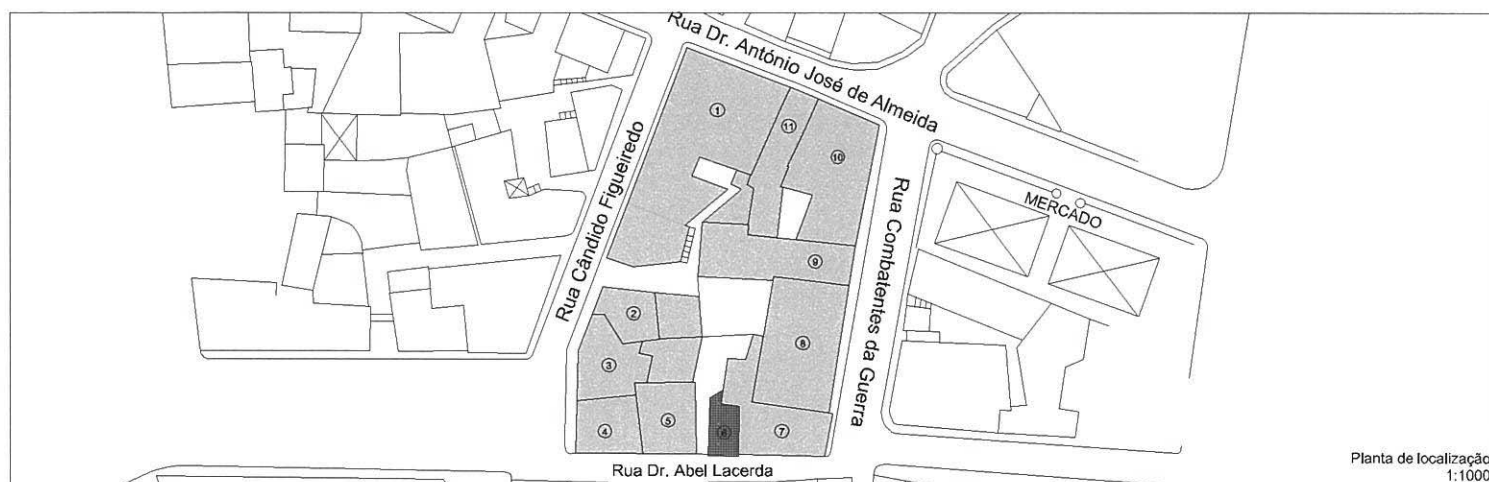 Rua Dr. António José de Almeida
①
⑪
⑩
Rua Cândido Figueiredo
Rua Combatentes da Guerra
MERCADO
⑨
②
⑧
③
④
⑤
⑥
⑦
Rua Dr. Abel Lacerda
Planta de localização
1:1000